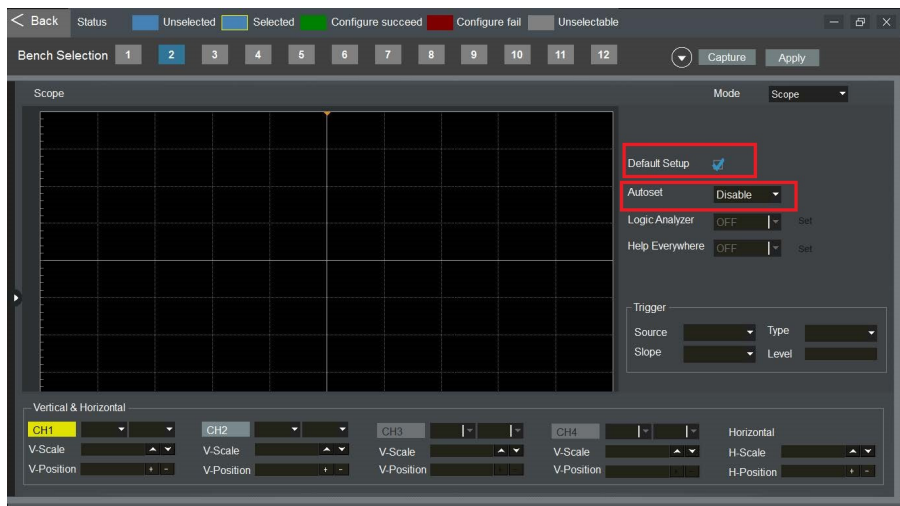 < Back Status Unselected Selected Configure succeed Configure fail Unselectable
Bench Selection 1 2 3 4 5 6 7 8 9 10 11 12 Capture Apply
Scope Mode Scope
Default Setup
Autoset Disable
Logic Analyzer OFF Set
Help Everywhere OFF Set
Trigger
Source Type
Slope Level
Vertical & Horizontal
CH1 CH2 CH3 CH4 Horizontal
V-Scale V-Scale V-Scale V-Scale H-Scale
V-Position + - V-Position + - V-Position V-Position H-Position + -